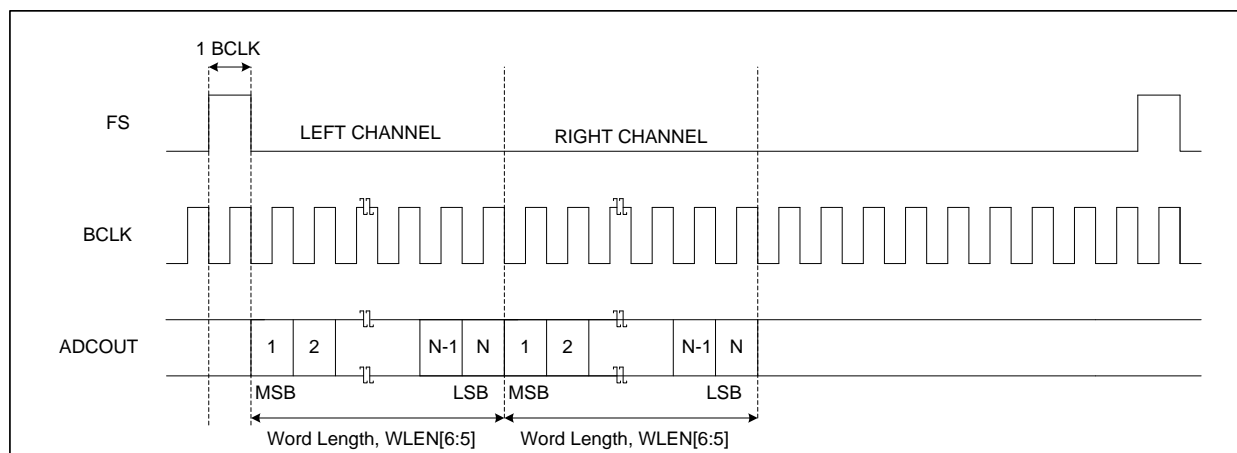 1 BCLK
FS
LEFT CHANNEL
RIGHT CHANNEL
BCLK
ADCOUT
1 2 N-1 N 1 2 N-1 N
MSB LSB MSB LSB
Word Length, WLEN[6:5] Word Length, WLEN[6:5]